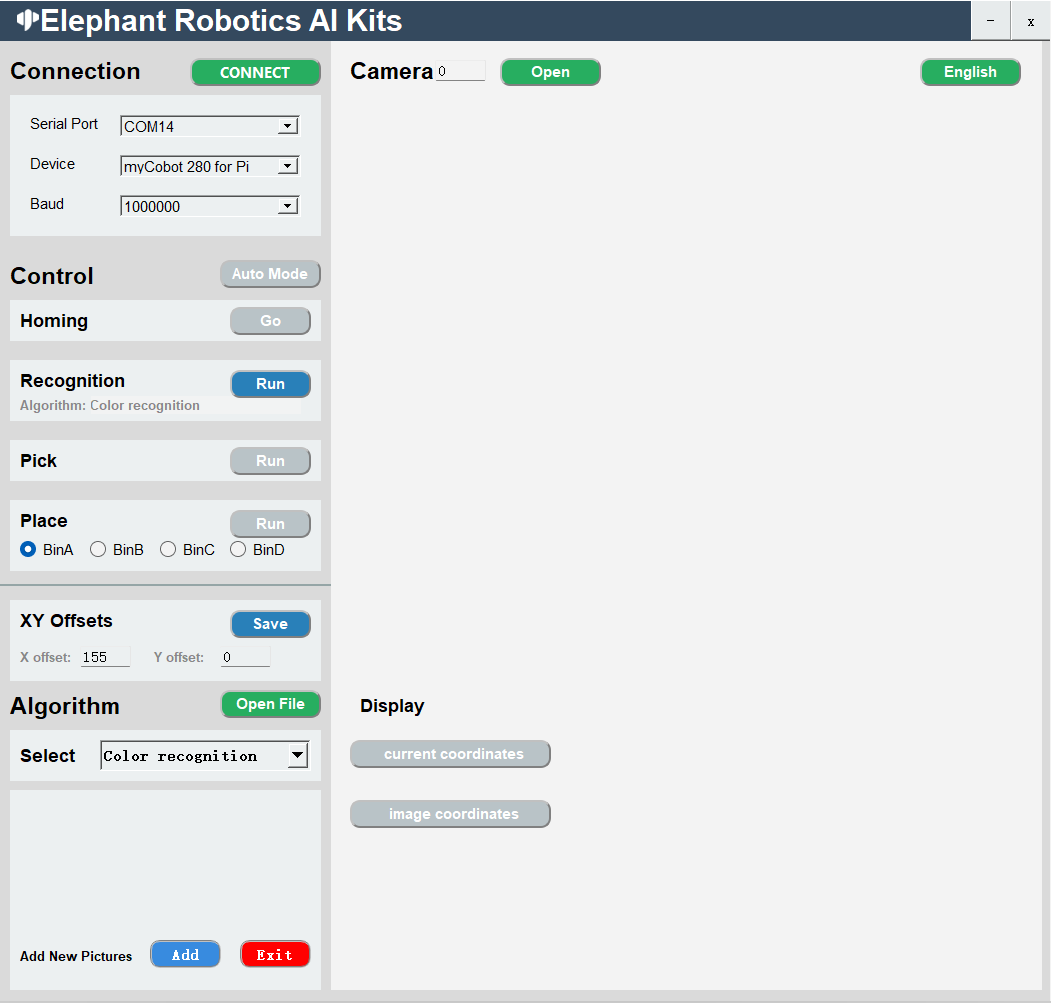 Elephant Robotics AI Kits
− x
Connection CONNECT
Serial Port COM14
Device myCobot 280 for Pi
Baud 1000000
Control Auto Mode
Homing Go
Recognition Run
Algorithm: Color recognition
Pick Run
Place Run
BinA BinB BinC BinD
XY Offsets Save
X offset: 155 Y offset: 0
Algorithm Open File
Select Color recognition
Add New Pictures Add Exit
Camera 0 Open English
Display
current coordinates
image coordinates